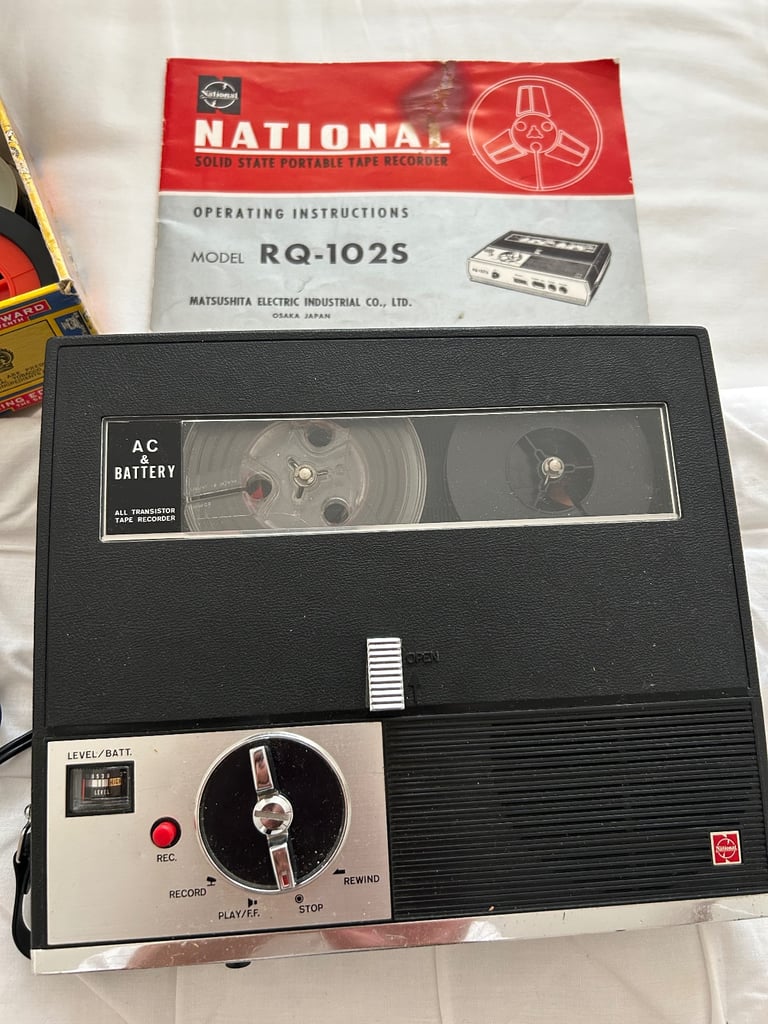 National
NATIONAL
SOLID STATE PORTABLE TAPE RECORDER
OPERATING INSTRUCTIONS
MODEL RQ-102S
MATSUSHITA ELECTRIC INDUSTRIAL CO., LTD.
OSAKA JAPAN
WARD
AC
&
BATTERY
ALL TRANSISTOR
TAPE RECORDER
OPEN
LEVEL/BATT.
LEVEL
REC.
RECORD
PLAY/F.F.
STOP
REWIND
National